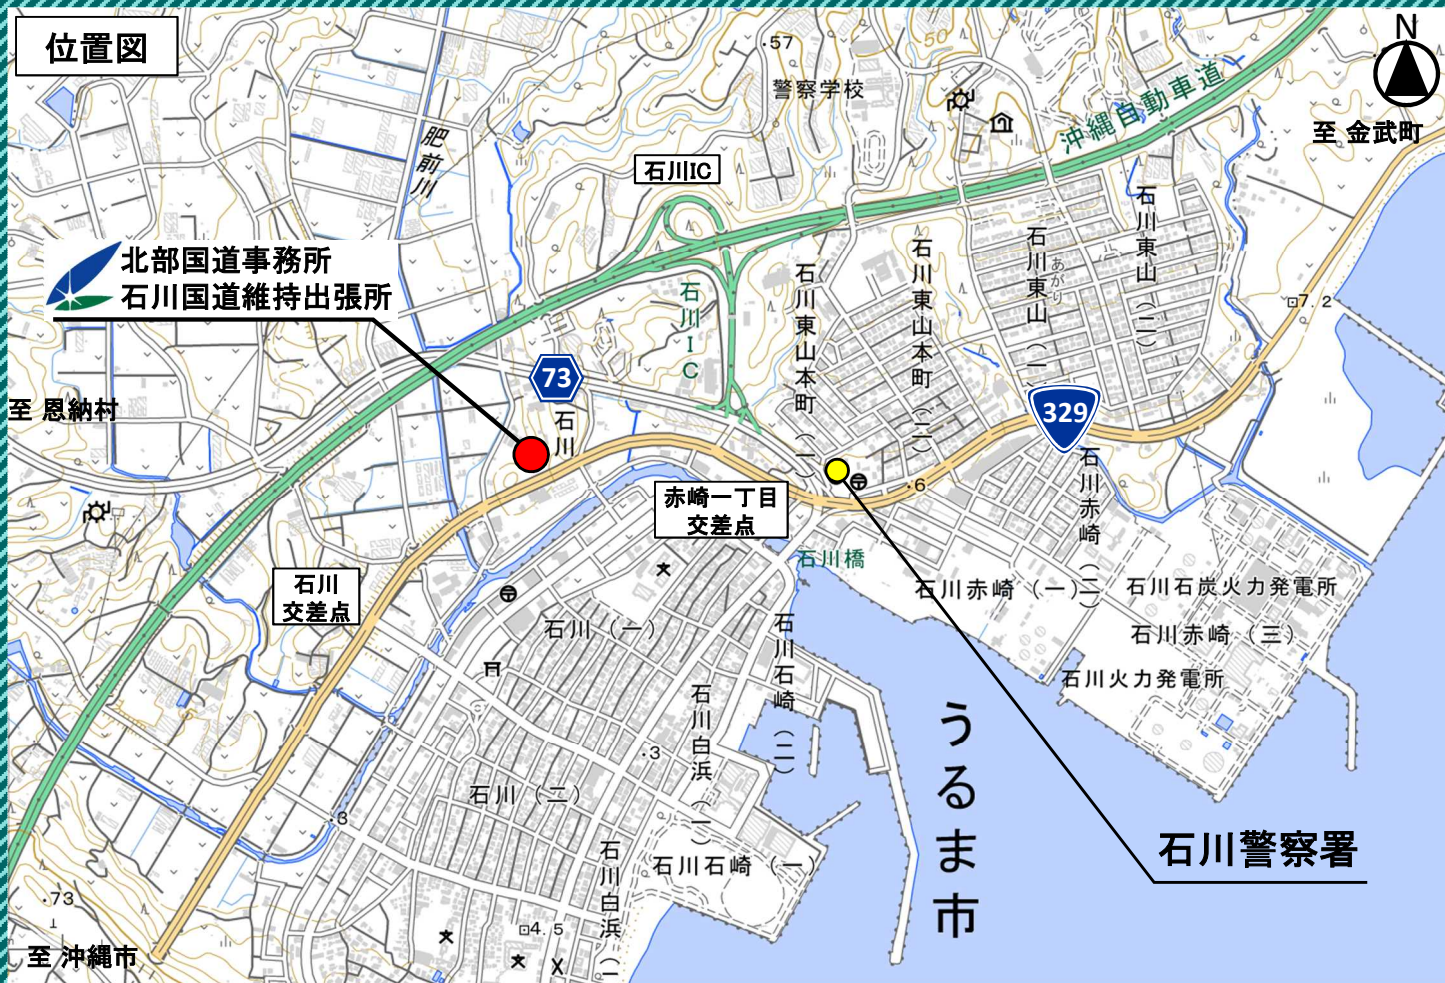 位置図
N
至 金武町
沖縄自動車道
・57
50
警察学校
肥前川
石川IC
北部国道事務所
石川国道維持出張所
石川IC
73
石川
至 恩納村
石川東山本町（一）
石川東山本町（二）
石川東山（一）
あがり
石川東山（二）
7.2
329
・6
赤崎一丁目
交差点
石川橋
石川赤崎（一）
石川赤崎（二）
石川石炭火力発電所
石川赤崎（三）
石川火力発電所
石川
交差点
石川（一）
石川石崎（二）
石川白浜（二）
・3
石川（二）
・3
石川石崎（一）
石川白浜（一
うるま市
石川警察署
・73
4.5
至 沖縄市